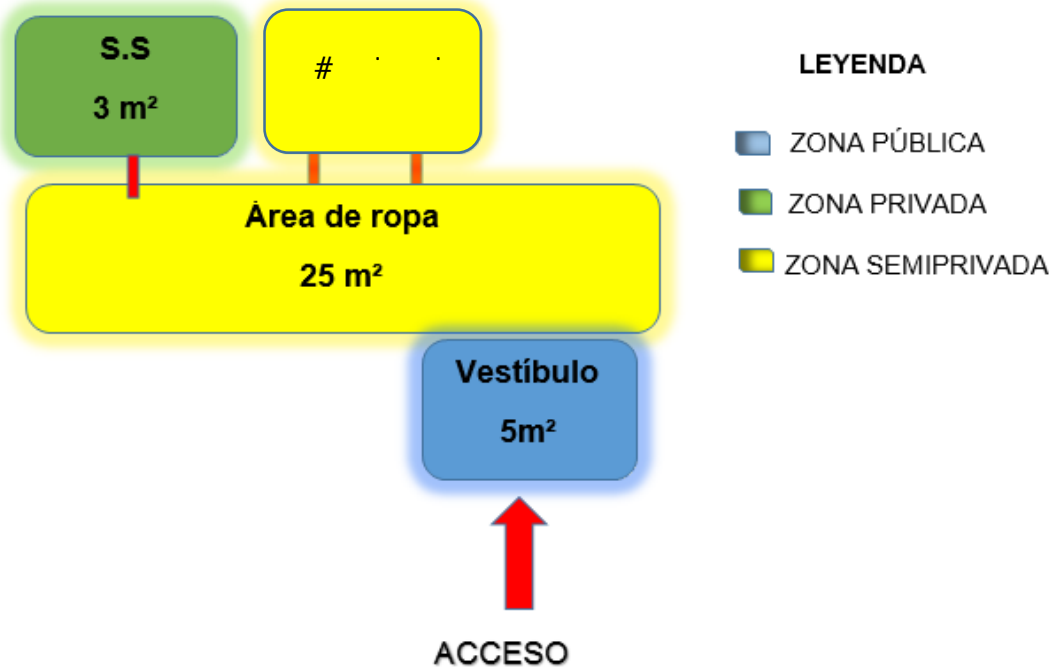 S.S
3 m²
#
Área de ropa
25 m²
Vestíbulo
5m²
ACCESO
LEYENDA
ZONA PÚBLICA
ZONA PRIVADA
ZONA SEMIPRIVADA